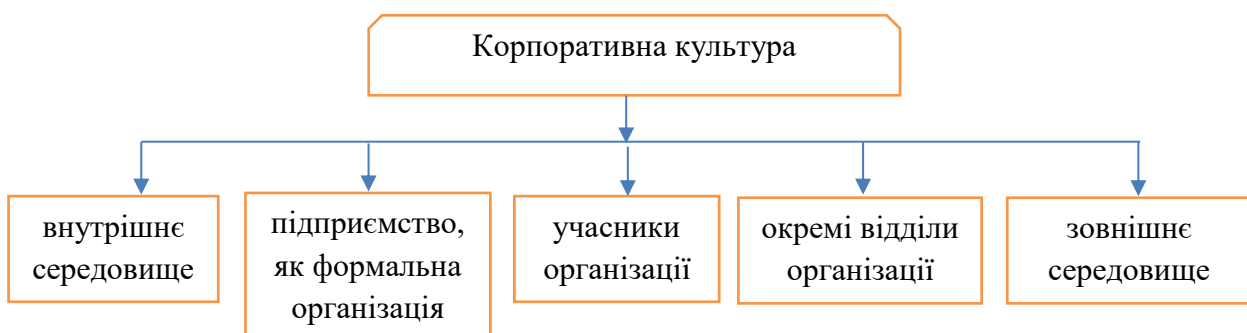 Корпоративна культура
внутрішнє
середовище
підприємство,
як формальна
організація
учасники
організації
окремі відділи
організації
зовнішнє
середовище